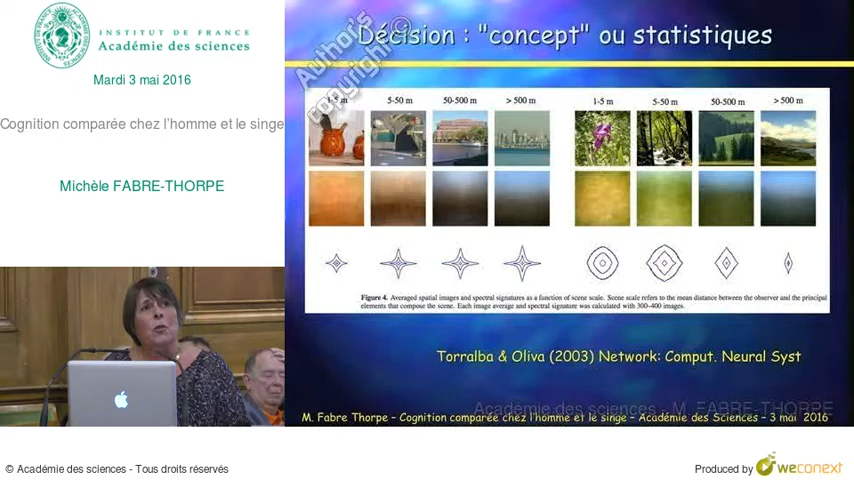 INSTITUT DE FRANCE
Académie des sciences
Mardi 3 mai 2016
Cognition comparée chez l'homme et le singe
Michèle FABRE-THORPE
Décision : "concept" ou statistiques
Author's
copyright ©
1-5 m 5-50 m 50-500 m > 500 m 1-5 m 5-50 m 50-500 m > 500 m
Figure 4. Averaged spatial images and spectral signatures as a function of scene scale. Scene scale refers to the mean distance between the observer and the principal
elements that compose the scene. Each image average and spectral signature was calculated with 300–400 images.
Torralba & Oliva (2003) Network: Comput. Neural Syst
Académie des sciences - M. FABRE-THORPE
M. Fabre Thorpe – Cognition comparée chez l'homme et le singe – Académie des Sciences – 3 mai 2016
© Académie des sciences - Tous droits réservés
Produced by weconext